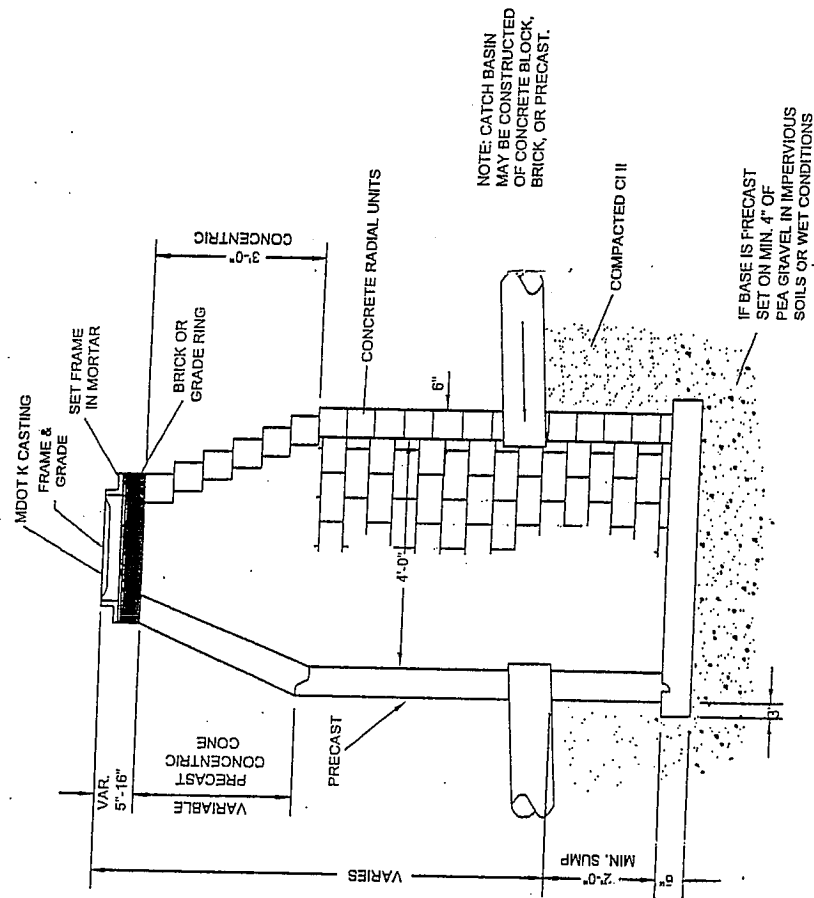 MDOT K CASTING
FRAME &
GRADE
SET FRAME
IN MORTAR
BRICK OR
GRADE RING
3'-0"
CONCENTRIC
CONCRETE RADIAL UNITS
NOTE: CATCH BASIN
MAY BE CONSTRUCTED
OF CONCRETE BLOCK,
BRICK, OR PRECAST.
6"
4'-0"
COMPACTED CI II
IF BASE IS PRECAST
SET ON MIN. 4" OF
PEA GRAVEL IN IMPERVIOUS
SOILS OR WET CONDITIONS
VAR.
5"-16"
VARIABLE
PRECAST
CONCENTRIC
CONE
PRECAST
VARIES
2'-0"
MIN. SUMP
6"
3"